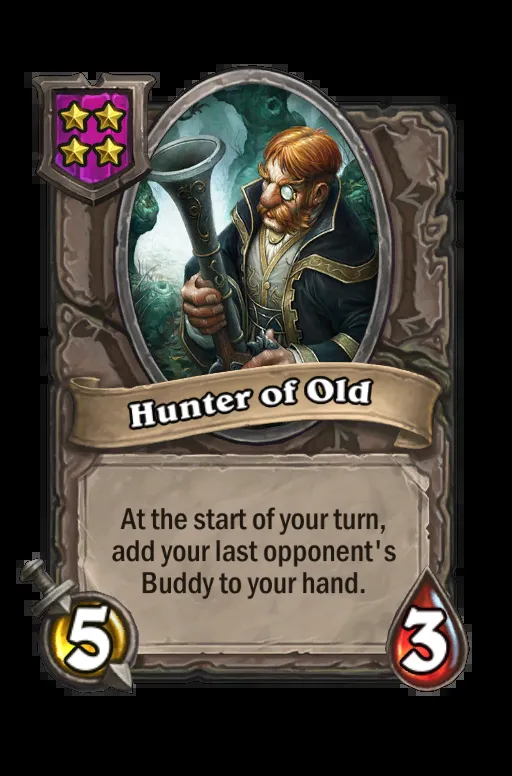 Hunter of Old
At the start of your turn,
add your last opponent's
Buddy to your hand.
5
3